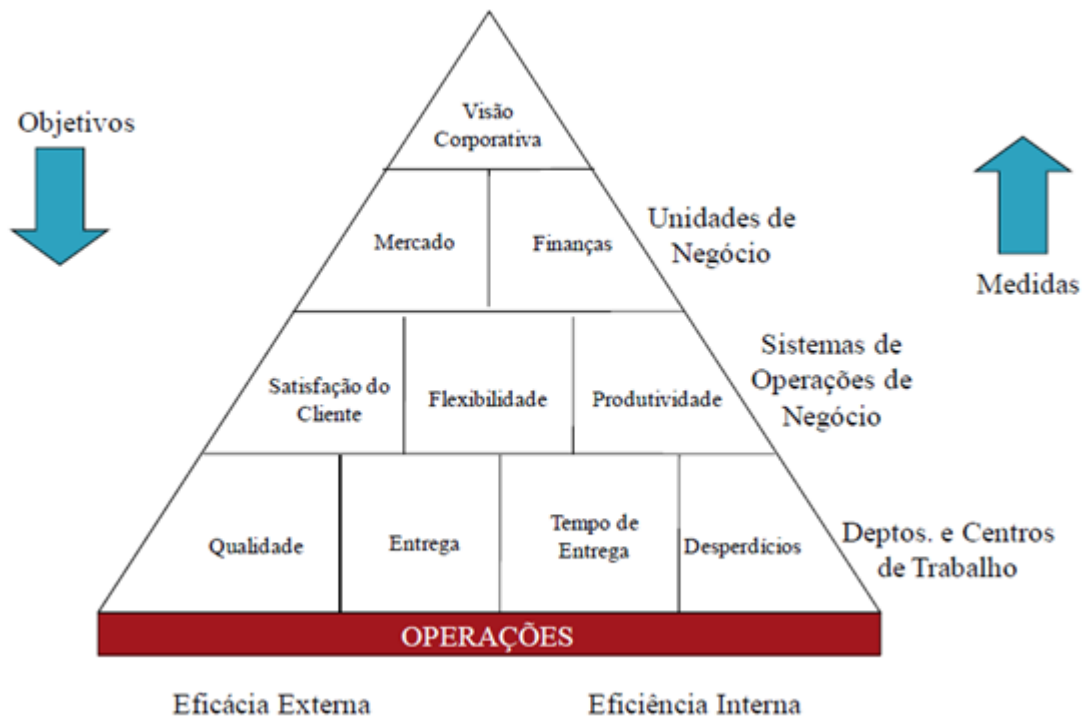 Visão
Corporativa
Objetivos
Mercado
Finanças
Unidades de
Negócio
Medidas
Satisfação do
Cliente
Flexibilidade
Produtividade
Sistemas de
Operações de
Negócio
Qualidade
Entrega
Tempo de
Entrega
Desperdícios
Deptos. e Centros
de Trabalho
OPERAÇÕES
Eficácia Externa
Eficiência Interna